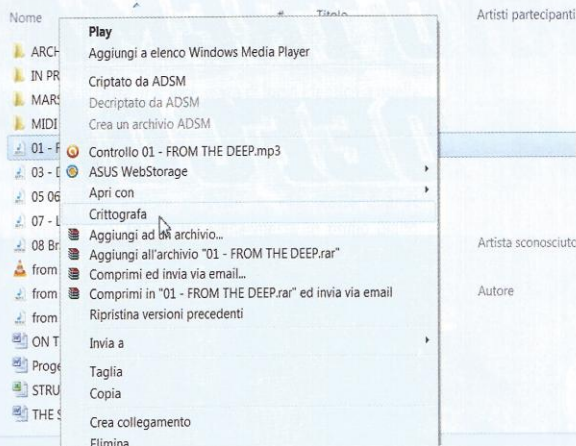 Nome # Titolo Artisti partecipanti
Play
Aggiungi a elenco Windows Media Player
Criptato da ADSM
Decriptato da ADSM
Crea un archivio ADSM
Controllo 01 - FROM THE DEEP.mp3
ASUS WebStorage
Apri con
Crittografa
Aggiungi ad un archivio...
Aggiungi all'archivio "01 - FROM THE DEEP.rar"
Comprimi ed invia via email...
Comprimi in "01 - FROM THE DEEP.rar" ed invia via email
Ripristina versioni precedenti
Invia a
Taglia
Copia
Crea collegamento
Elimina
ARCH
IN PR
MARS
MIDI
01 - F
03 - 
05 06
07 - L
08 Br
from
from
from
ON T
Proge
STRU
THE S
Artista sconosciuto
Autore